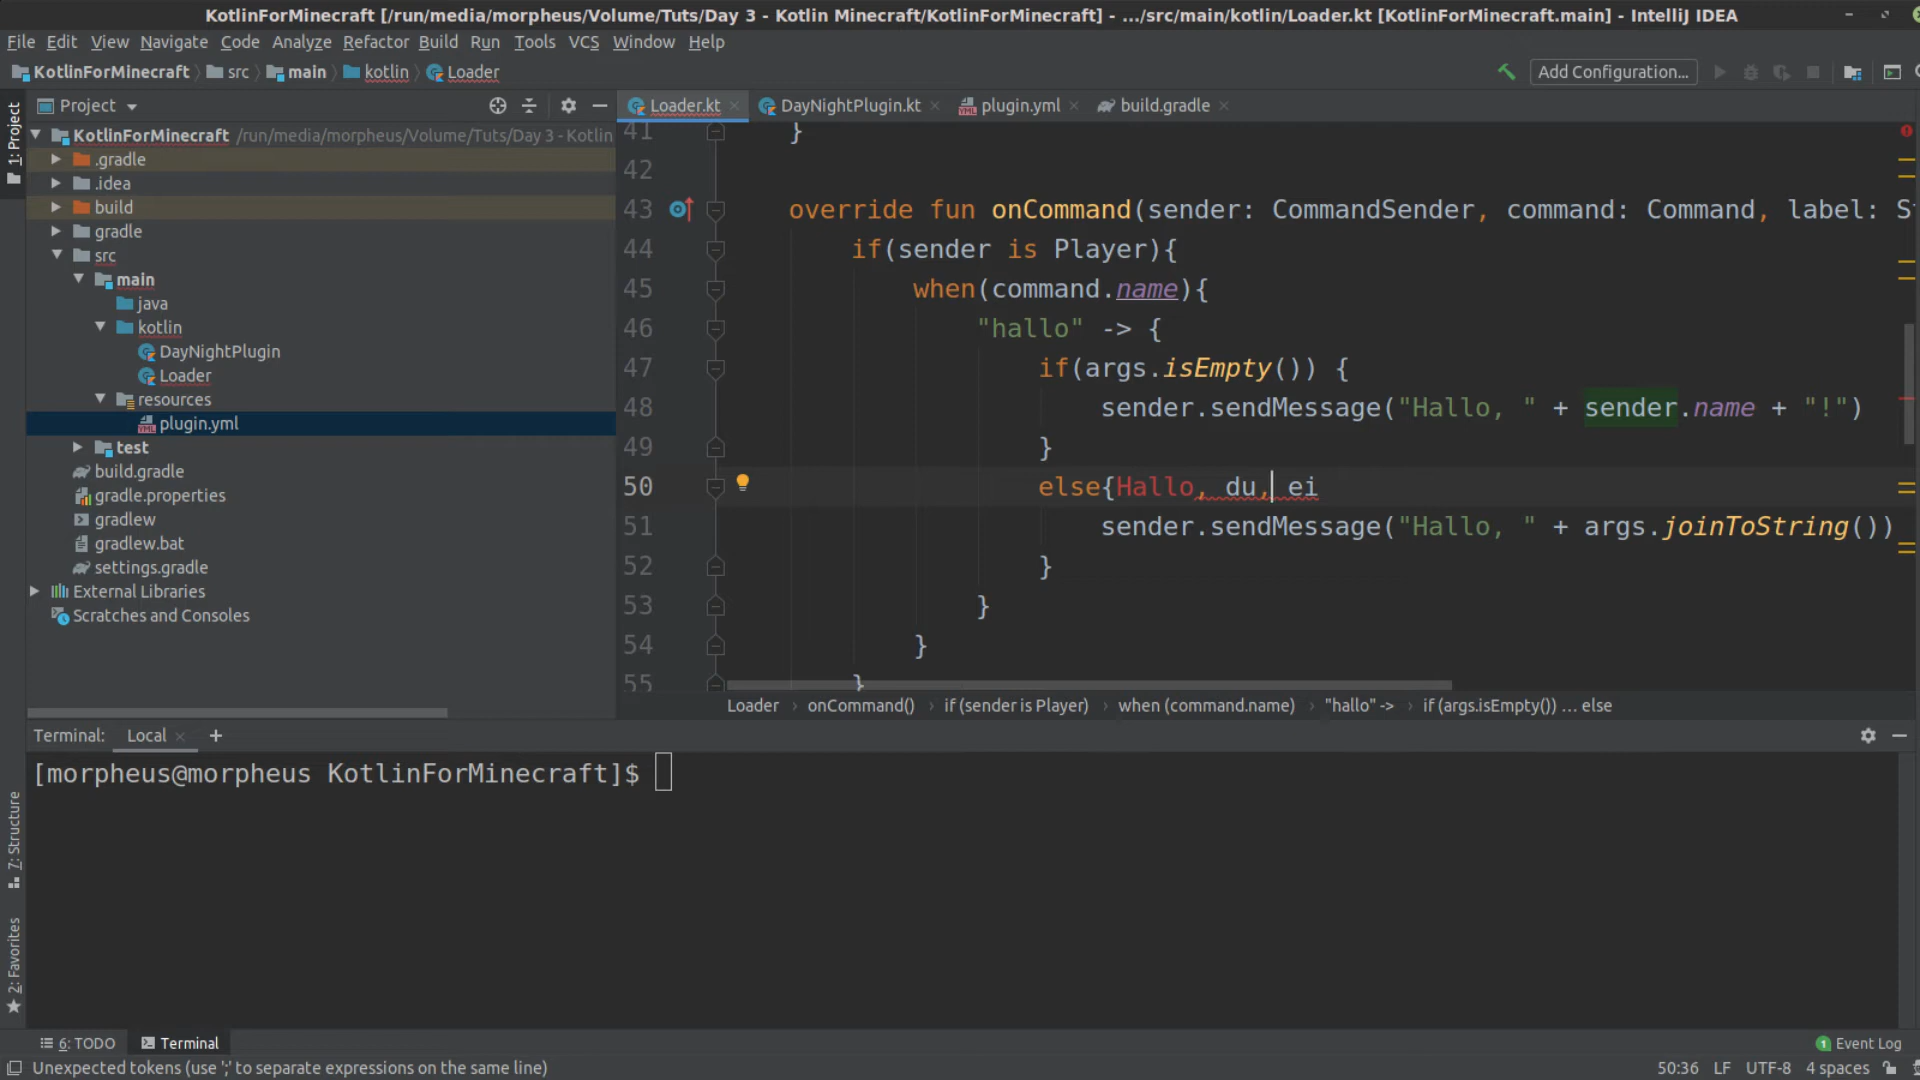 KotlinForMinecraft [/run/media/morpheus/Volume/Tuts/Day 3 - Kotlin Minecraft/KotlinForMinecraft] - .../src/main/kotlin/Loader.kt [KotlinForMinecraft.main] - IntelliJ IDEA
File Edit View Navigate Code Analyze Refactor Build Run Tools VCS Window Help
KotlinForMinecraft src main kotlin Loader
Add Configuration...
1: Project
Project
Loader.kt DayNightPlugin.kt plugin.yml build.gradle
KotlinForMinecraft /run/media/morpheus/Volume/Tuts/Day 3 - Kotlin
.gradle
.idea
build
gradle
src
main
java
kotlin
DayNightPlugin
Loader
resources
plugin.yml
test
build.gradle
gradle.properties
gradlew
gradlew.bat
settings.gradle
External Libraries
Scratches and Consoles
41 }
42
43 override fun onCommand(sender: CommandSender, command: Command, label: S
44 if(sender is Player){
45 when(command.name){
46 "hallo" -> {
47 if(args.isEmpty()) {
48 sender.sendMessage("Hallo, " + sender.name + "!")
49 }
50 else{Hallo, du, ei
51 sender.sendMessage("Hallo, " + args.joinToString())
52 }
53 }
54 }
55 }
Loader › onCommand() › if (sender is Player) › when (command.name) › "hallo" -> › if (args.isEmpty()) ... else
Terminal: Local +
[morpheus@morpheus KotlinForMinecraft]$
7: Structure
2: Favorites
6: TODO Terminal
1 Event Log
Unexpected tokens (use ';' to separate expressions on the same line)
50:36 LF UTF-8 4 spaces